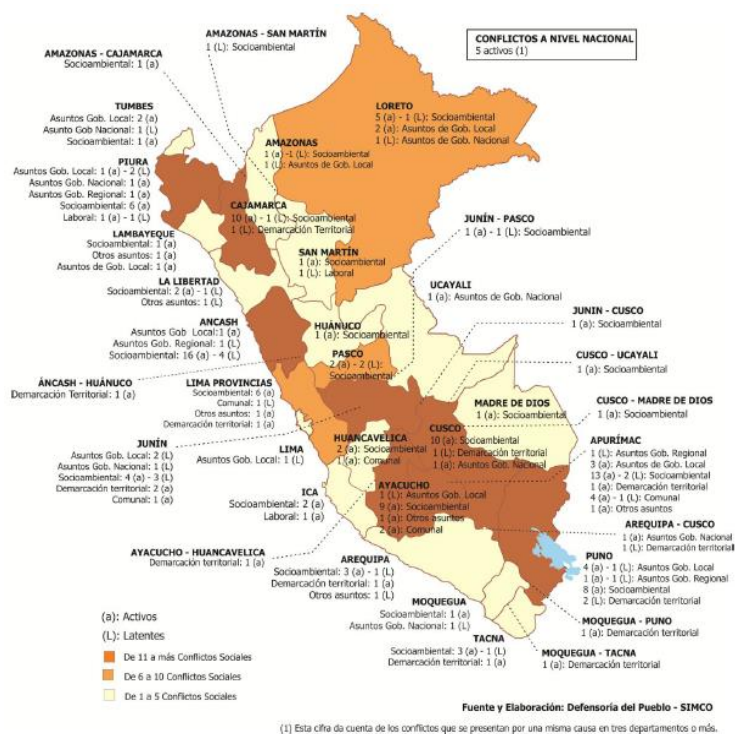 AMAZONAS - SAN MARTÍN
1 (L): Socioambiental
CONFLICTOS A NIVEL NACIONAL
5 activos (1)
AMAZONAS - CAJAMARCA
Socioambiental: 1 (a)
TUMBES
Asuntos Gob. Local: 2 (a)
Asunto Gob Nacional: 1 (L)
Socioambiental: 1 (a)
LORETO
5 (a) - 1 (L): Socioambiental
2 (a): Asuntos de Gob. Local
1 (L): Asuntos de Gob. Nacional
AMAZONAS
1 (a) -1 (L): Socioambiental
1 (L): Asuntos de Gob. Local
PIURA
Asuntos Gob. Local: 1 (a) - 2 (L)
Asuntos Gob. Nacional: 1 (a)
Asuntos Gob. Regional: 1 (a)
Socioambiental: 6 (a)
Laboral: 1 (a) - 1 (L)
CAJAMARCA
10 (a) - 1 (L): Socioambiental
1 (L): Demarcación Territorial
LAMBAYEQUE
Socioambiental: 1 (a)
Otros asuntos: 1 (a)
Asuntos de Gob. Local: 1 (a)
SAN MARTÍN
1 (a): Socioambiental
1 (L): Laboral
JUNÍN - PASCO
1 (a) - 1 (L): Socioambiental
LA LIBERTAD
Socioambiental: 2 (a) - 1 (L)
Otros asuntos: 1 (L)
UCAYALI
1 (a): Asuntos de Gob. Nacional
ANCASH
Asuntos Gob Local:1 (a)
Asuntos Gob. Regional: 1 (L)
Socioambiental: 16 (a) - 4 (L)
HUÁNUCO
1 (a): Socioambiental
JUNIN - CUSCO
1 (a): Socioambiental
PASCO
2 (a) - 2 (L):
Socioambiental
CUSCO - UCAYALI
1 (a): Socioambiental
ÁNCASH - HUÁNUCO
Demarcación Territorial: 1 (a)
LIMA PROVINCIAS
Socioambiental: 6 (a)
Comunal: 1 (L)
Otros asuntos: 1 (a)
Demarcación territorial: 1 (a)
MADRE DE DIOS
1 (a): Socioambiental
CUSCO - MADRE DE DIOS
1 (a): Socioambiental
JUNÍN
Asuntos Gob. Local: 2 (L)
Asuntos Gob. Nacional: 1 (L)
Socioambiental: 4 (a) - 3 (L)
Demarcación territorial: 2 (a)
Comunal: 1 (a)
LIMA
Asuntos Gob. Local: 1 (L)
HUANCAVELICA
2 (a): Socioambiental
1 (a): Comunal
CUSCO
10 (a): Socioambiental
1 (L): Demarcación territorial
1 (a): Asuntos Gob. Nacional
APURÍMAC
1 (L): Asuntos Gob. Regional
3 (a): Asuntos de Gob. Local
13 (a) - 2 (L): Socioambiental
1 (a): Demarcación territorial
4 (a) - 1 (L): Comunal
1 (a): Otros asuntos
ICA
Socioambiental: 2 (a)
Laboral: 1 (a)
AYACUCHO
1 (L): Asuntos Gob. Local
9 (a): Socioambiental
1 (a): Otros asuntos
2 (a): Comunal
AREQUIPA - CUSCO
1 (a): Asuntos Gob. Nacional
1 (L): Demarcación territorial
AYACUCHO - HUANCAVELICA
Demarcación territorial: 1 (a)
AREQUIPA
Socioambiental: 3 (a) - 1 (L)
Demarcación territorial: 1 (a)
Otros asuntos: 1 (L)
PUNO
4 (a) - 1 (L): Asuntos Gob. Local
1 (a) - 1 (L): Asuntos Gob. Regional
8 (a): Socioambiental
2 (L): Demarcación territorial
MOQUEGUA
Socioambiental: 1 (a)
Asuntos Gob. Nacional: 1 (L)
MOQUEGUA - PUNO
1 (a): Demarcación territorial
TACNA
Socioambiental: 3 (a) - 1 (L)
Demarcación territorial: 1 (a)
MOQUEGUA - TACNA
1 (a): Demarcación territorial
(a): Activos
(L): Latentes
De 11 a más Conflictos Sociales
De 6 a 10 Conflictos Sociales
De 1 a 5 Conflictos Sociales
Fuente y Elaboración: Defensoría del Pueblo - SIMCO
(1) Esta cifra da cuenta de los conflictos que se presentan por una misma causa en tres departamentos o más.